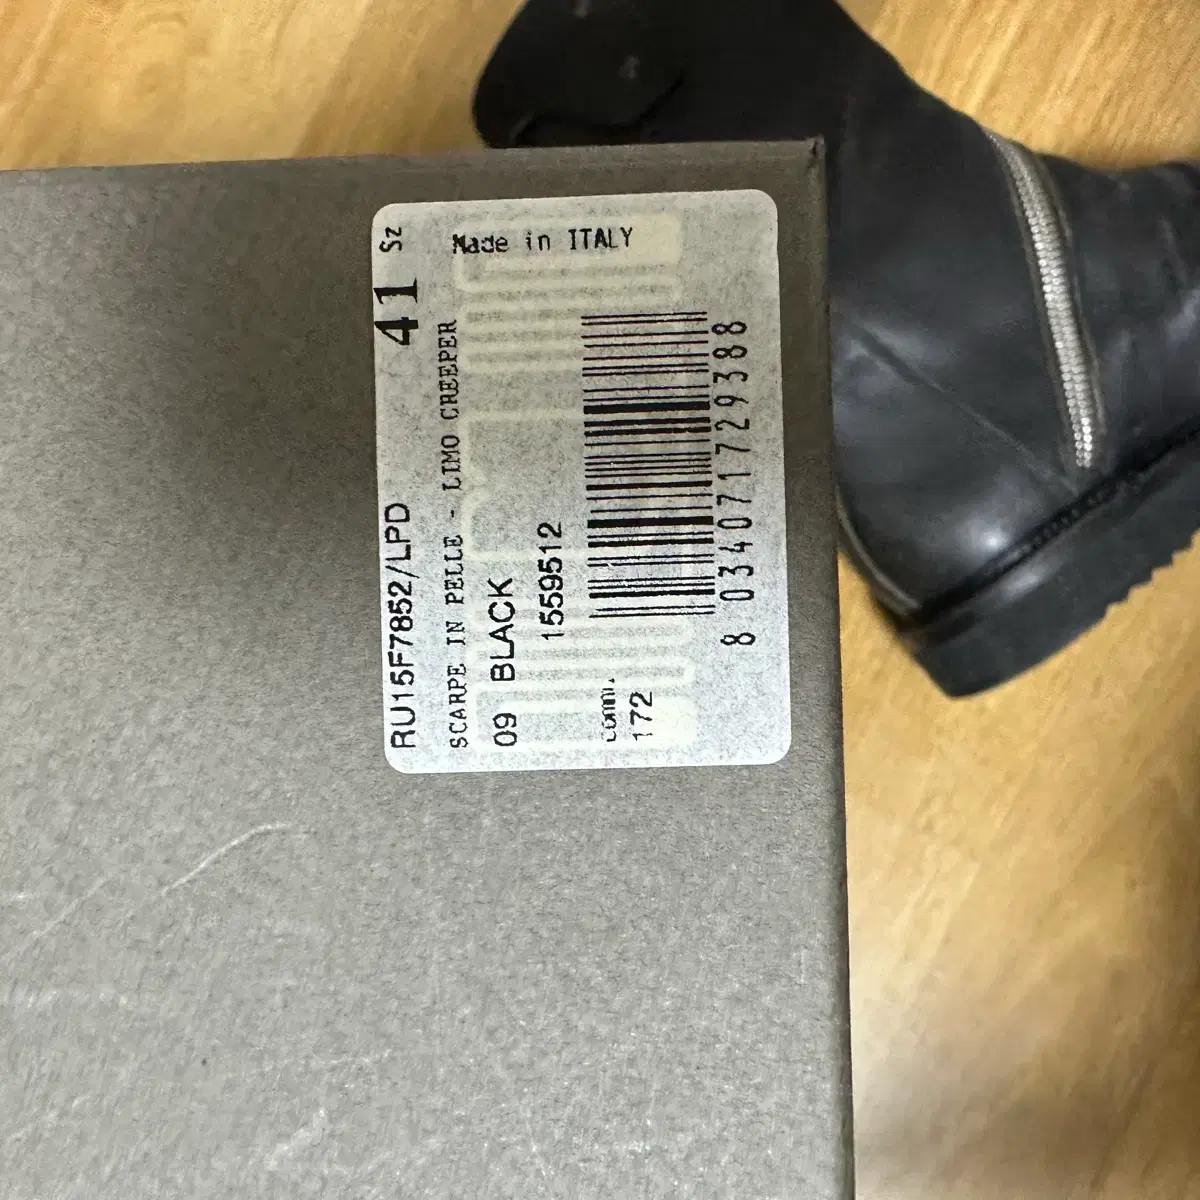 RU15F7852/LPD 41 Sz
SCARPE IN PELLE - LIMO CREEPER
Made in ITALY
09 BLACK
1559512
comm.
172
8 034071 729388